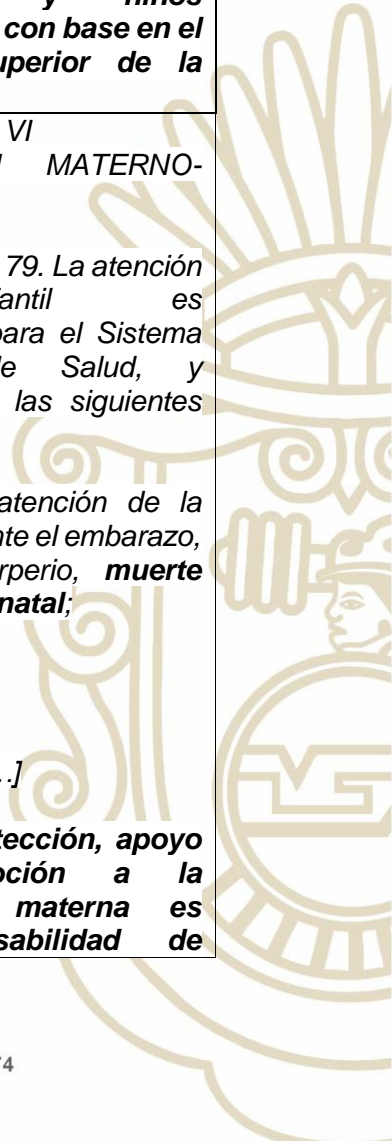 y niños
con base en el
uperior de la
VI
MATERNO-
79. La atención
fantil es
para el Sistema
de Salud, y
las siguientes
atención de la
nte el embarazo,
rperio, muerte
natal;
..]
tección, apoyo
oción a la
materna es
sabilidad de
74